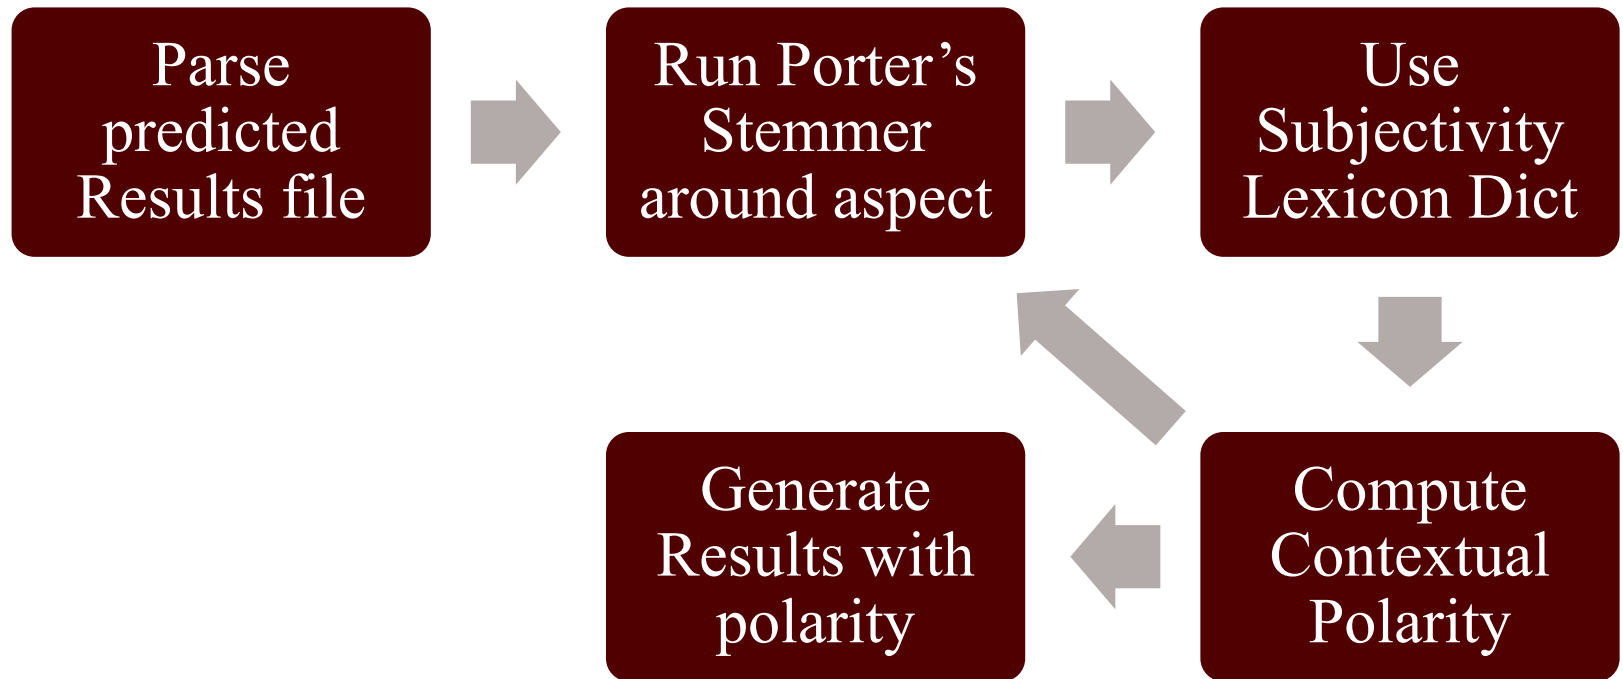 Parse
predicted
Results file
Run Porter’s
Stemmer
around aspect
Use
Subjectivity
Lexicon Dict
Compute
Contextual
Polarity
Generate
Results with
polarity